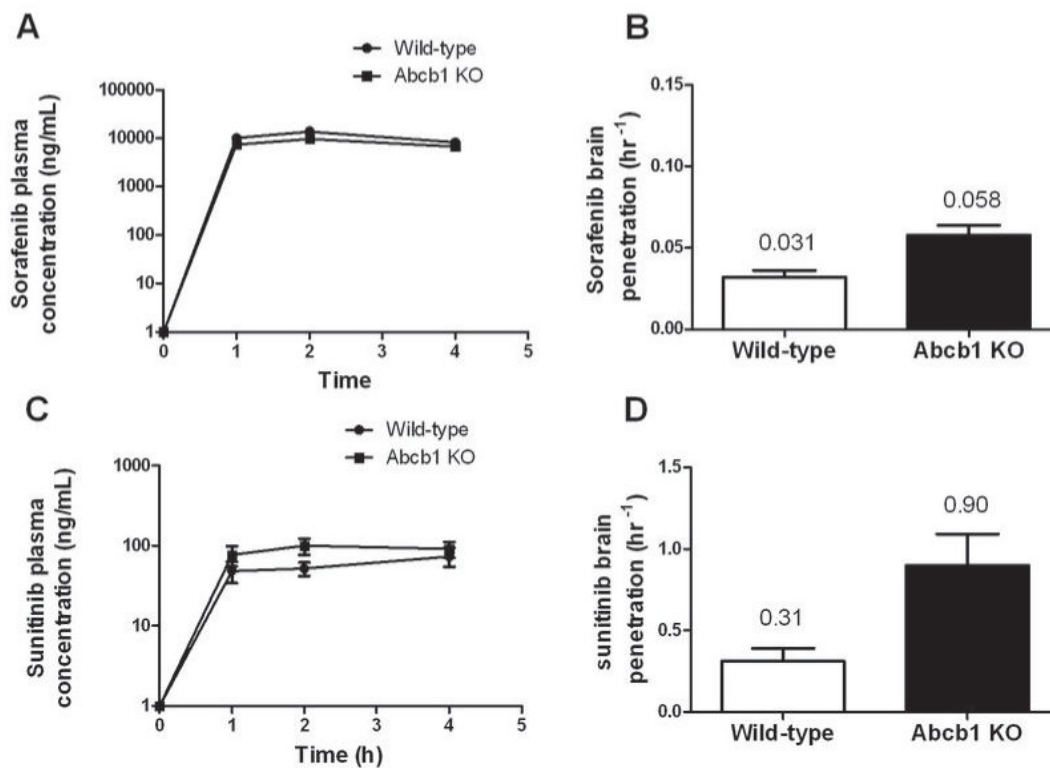 A
Wild-type
Abcb1 KO
Sorafenib plasma
concentration (ng/mL)
100000
10000
1000
100
10
1
0 1 2 3 4 5
Time
B
Sorafenib brain
penetration (hr⁻¹)
0.15
0.10
0.05
0.00
0.031
0.058
Wild-type Abcb1 KO
C
Wild-type
Abcb1 KO
Sunitinib plasma
concentration (ng/mL)
1000
100
10
1
0 1 2 3 4 5
Time (h)
D
sunitinib brain
penetration (hr⁻¹)
1.5
1.0
0.5
0.0
0.31
0.90
Wild-type Abcb1 KO